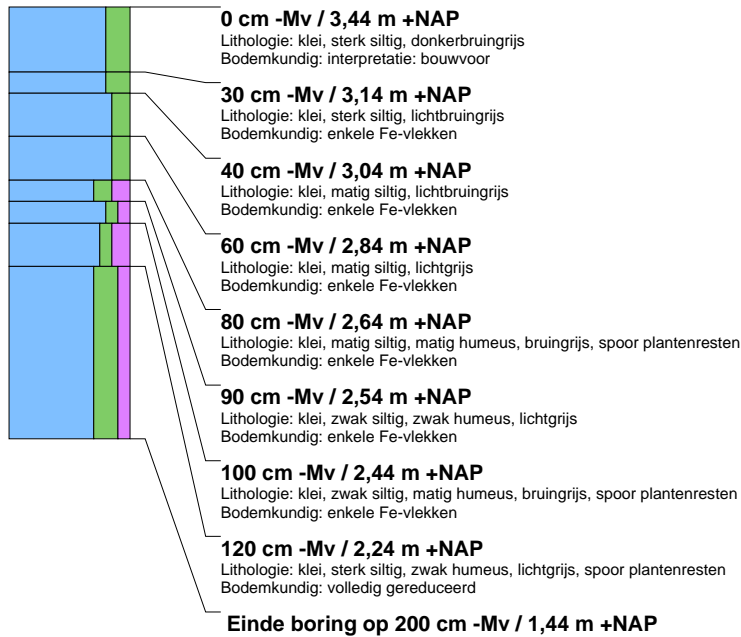 0 cm -Mv / 3,44 m +NAP
Lithologie: klei, sterk siltig, donkerbruingrijs
Bodemkundig: interpretatie: bouwvoor
30 cm -Mv / 3,14 m +NAP
Lithologie: klei, sterk siltig, lichtbruingrijs
Bodemkundig: enkele Fe-vlekken
40 cm -Mv / 3,04 m +NAP
Lithologie: klei, matig siltig, lichtbruingrijs
Bodemkundig: enkele Fe-vlekken
60 cm -Mv / 2,84 m +NAP
Lithologie: klei, matig siltig, lichtgrijs
Bodemkundig: enkele Fe-vlekken
80 cm -Mv / 2,64 m +NAP
Lithologie: klei, matig siltig, matig humeus, bruingrijs, spoor plantenresten
Bodemkundig: enkele Fe-vlekken
90 cm -Mv / 2,54 m +NAP
Lithologie: klei, zwak siltig, zwak humeus, lichtgrijs
Bodemkundig: enkele Fe-vlekken
100 cm -Mv / 2,44 m +NAP
Lithologie: klei, zwak siltig, matig humeus, bruingrijs, spoor plantenresten
Bodemkundig: enkele Fe-vlekken
120 cm -Mv / 2,24 m +NAP
Lithologie: klei, sterk siltig, zwak humeus, lichtgrijs, spoor plantenresten
Bodemkundig: volledig gereduceerd
Einde boring op 200 cm -Mv / 1,44 m +NAP